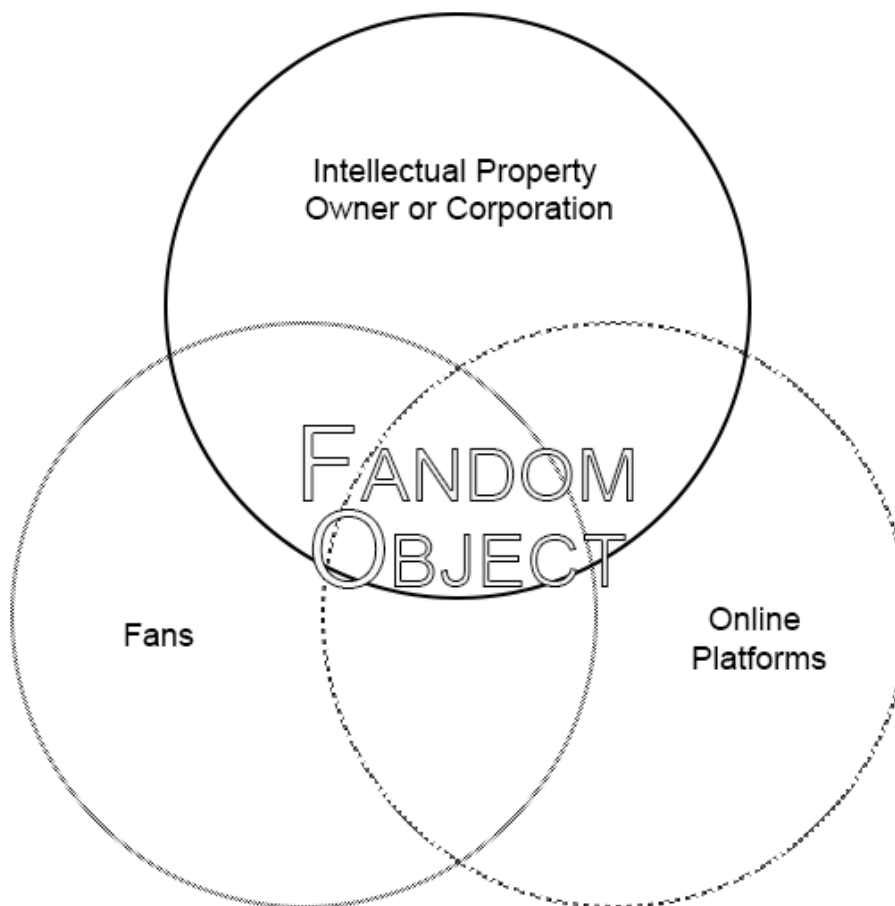 Intellectual Property
Owner or Corporation
FANDOM
OBJECT
Fans
Online
Platforms